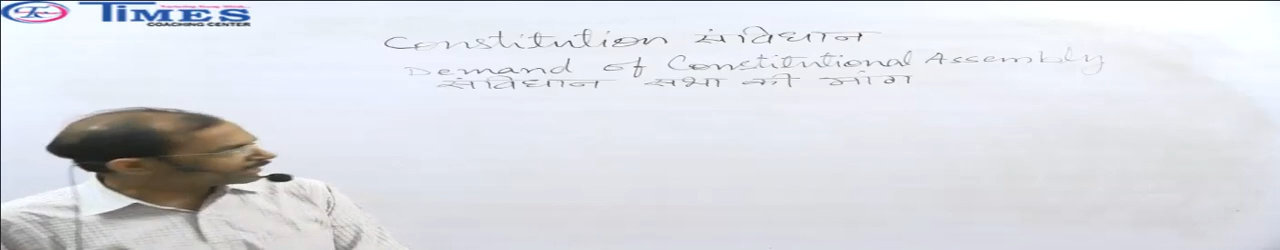 TIMES
COACHING CENTER
Constitution संविधान
Demand of Constitutional Assembly
संविधान सभा की मांग